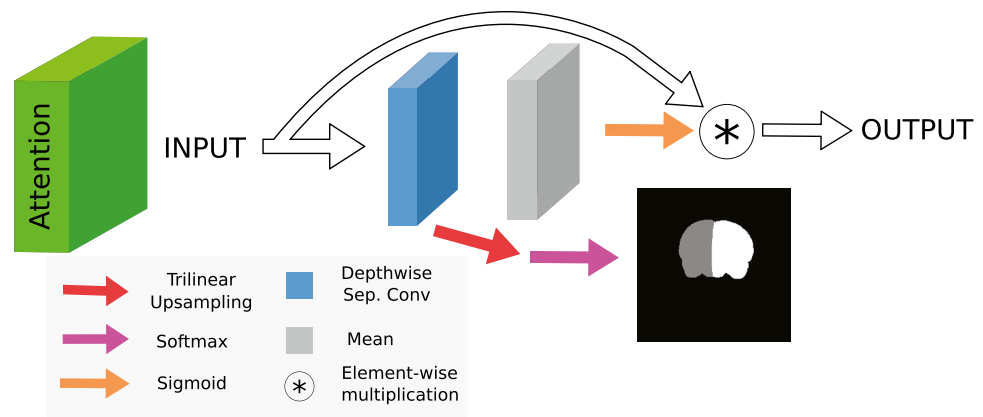 Attention
INPUT
OUTPUT
Trilinear
Upsampling
Softmax
Sigmoid
Depthwise
Sep. Conv
Mean
Element-wise
multiplication